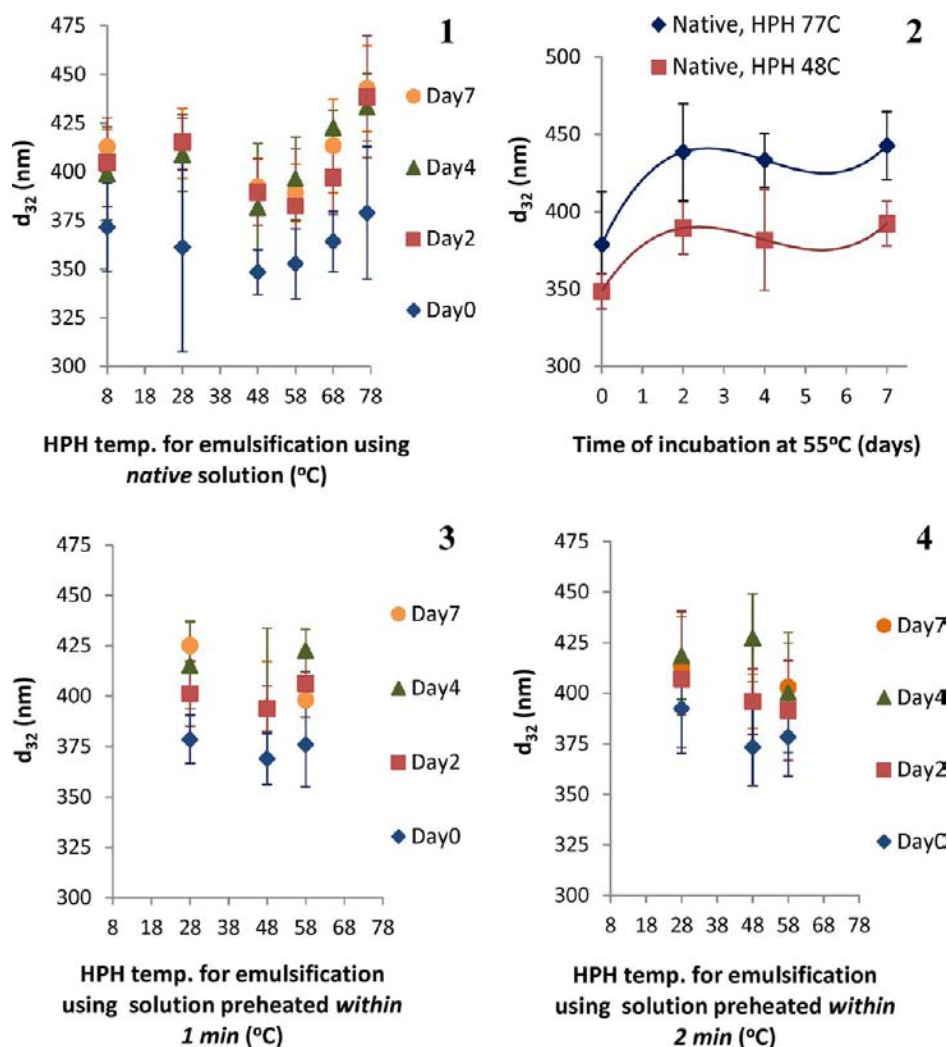 1
475
450
425
400
375
350
325
300
d32 (nm)
8 18 28 38 48 58 68 78
HPH temp. for emulsification using
native solution (°C)
Day7
Day4
Day2
Day0
2
Native, HPH 77C
Native, HPH 48C
500
450
400
350
300
d32 (nm)
0 1 2 3 4 5 6 7
Time of incubation at 55°C (days)
3
475
450
425
400
375
350
325
300
d32 (nm)
8 18 28 38 48 58 68 78
HPH temp. for emulsification
using solution preheated within
1 min (°C)
Day7
Day4
Day2
Day0
4
475
450
425
400
375
350
325
300
d32 (nm)
8 18 28 38 48 58 68 78
HPH temp. for emulsification
using solution preheated within
2 min (°C)
Day7
Day4
Day2
DayC